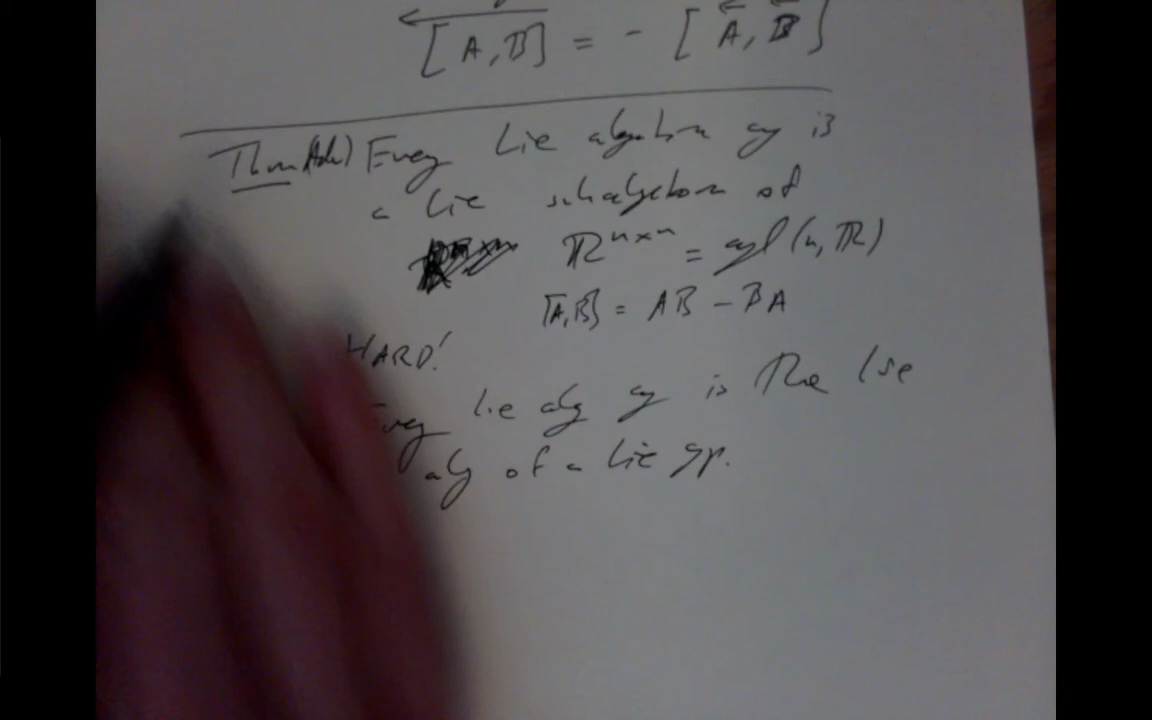 [A, B] = - [A, B]
Thm (Ado) Every Lie algebra g is
a Lie subalgebra of
ℝⁿˣⁿ = gl(n, ℝ)
[A,B] = AB - BA
HARD!
Every lie alg g is the lie
alg of a Lie gp.